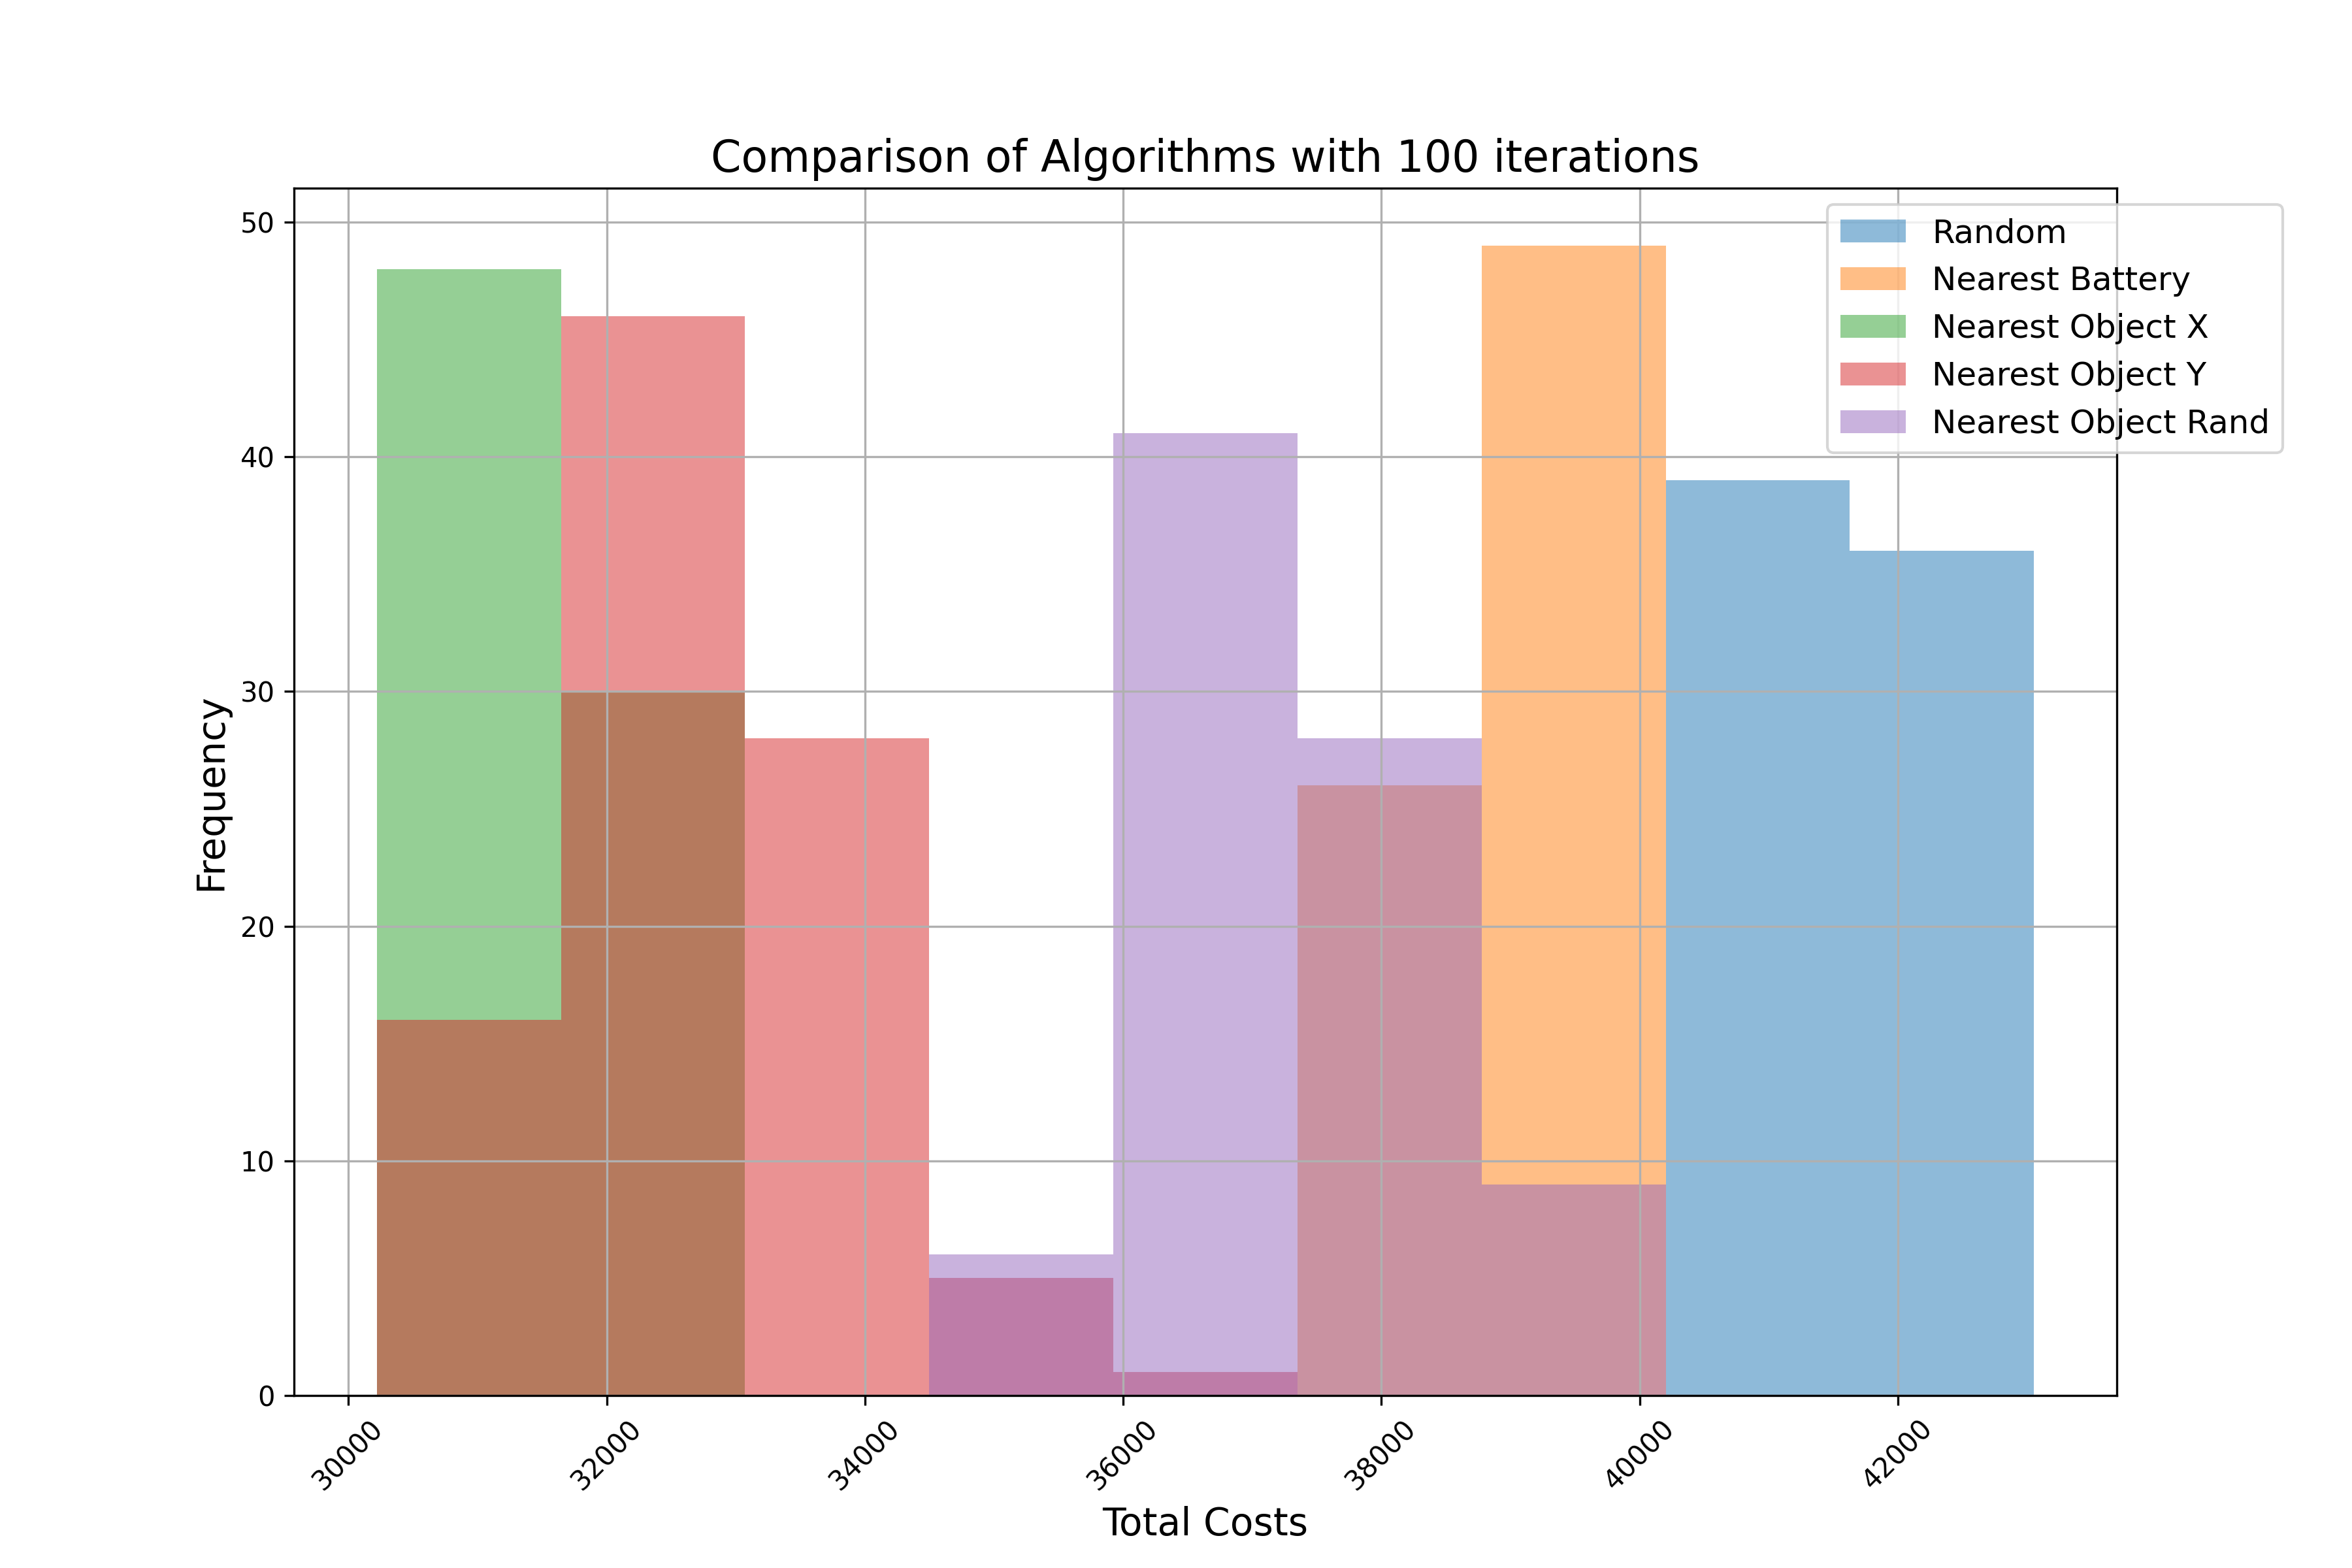 Comparison of Algorithms with 100 iterations
50
40
30
20
10
0
Frequency
Random
Nearest Battery
Nearest Object X
Nearest Object Y
Nearest Object Rand
30000
32000
34000
36000
38000
40000
42000
Total Costs